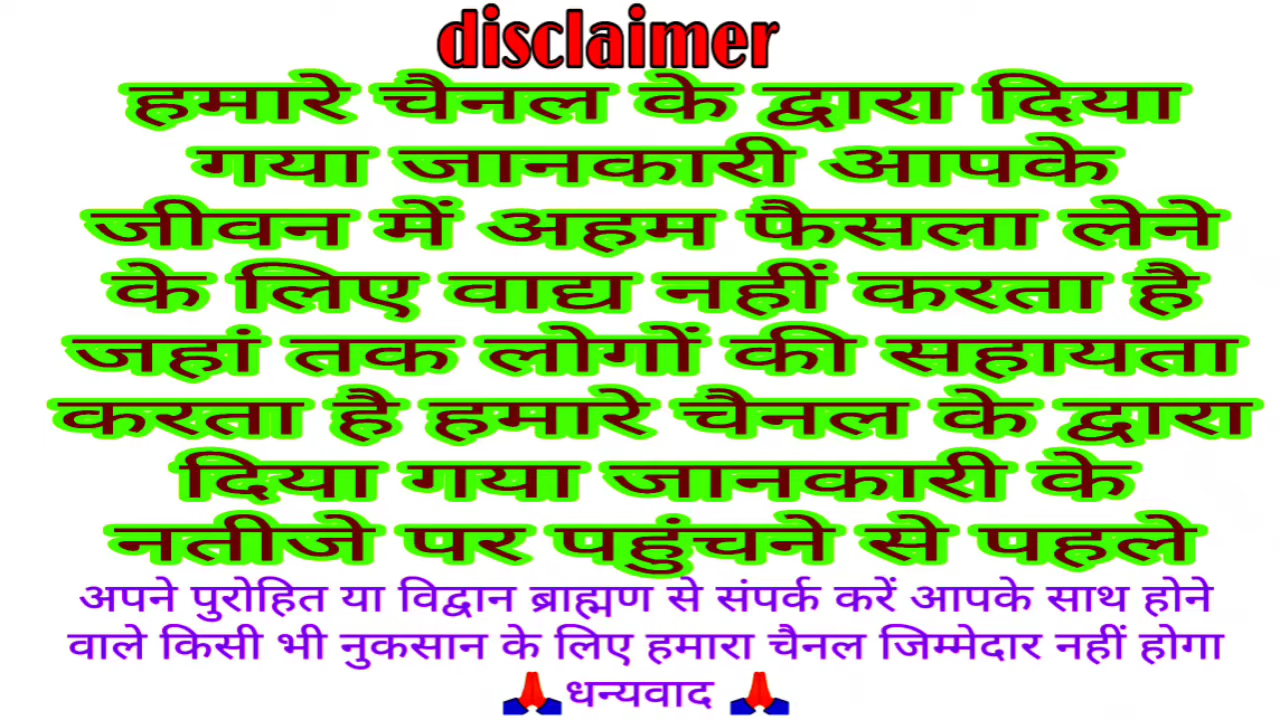 disclaimer
हमारे चैनल के द्वारा दिया
गया जानकारी आपके
जीवन में अहम फैसला लेने
के लिए वाद्य नहीं करता है
जहां तक लोगों की सहायता
करता है हमारे चैनल के द्वारा
दिया गया जानकारी के
नतीजे पर पहुंचने से पहले
अपने पुरोहित या विद्वान ब्राह्मण से संपर्क करें आपके साथ होने
वाले किसी भी नुकसान के लिए हमारा चैनल जिम्मेदार नहीं होगा
🙏धन्यवाद 🙏